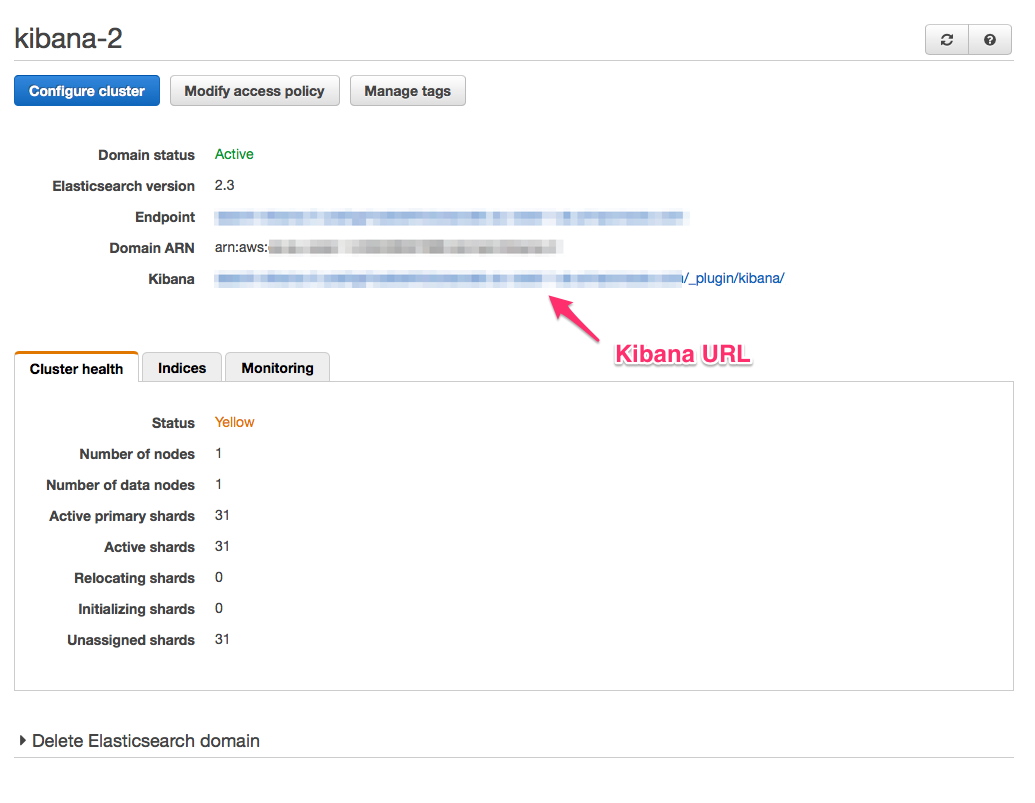 kibana-2
Configure cluster Modify access policy Manage tags
Domain status Active
Elasticsearch version 2.3
Endpoint
Domain ARN arn:aws:
Kibana /_plugin/kibana/
Kibana URL
Cluster health Indices Monitoring
Status Yellow
Number of nodes 1
Number of data nodes 1
Active primary shards 31
Active shards 31
Relocating shards 0
Initializing shards 0
Unassigned shards 31
Delete Elasticsearch domain